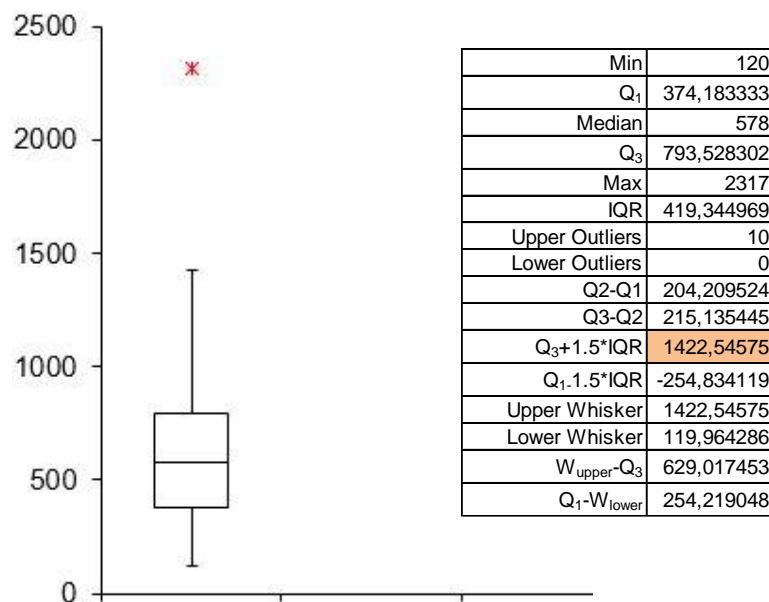 2500
2000
1500
1000
500
0
Min 120
Q1 374,183333
Median 578
Q3 793,528302
Max 2317
IQR 419,344969
Upper Outliers 10
Lower Outliers 0
Q2-Q1 204,209524
Q3-Q2 215,135445
Q3+1.5*IQR 1422,54575
Q1-1.5*IQR -254,834119
Upper Whisker 1422,54575
Lower Whisker 119,964286
Wupper-Q3 629,017453
Q1-Wlower 254,219048